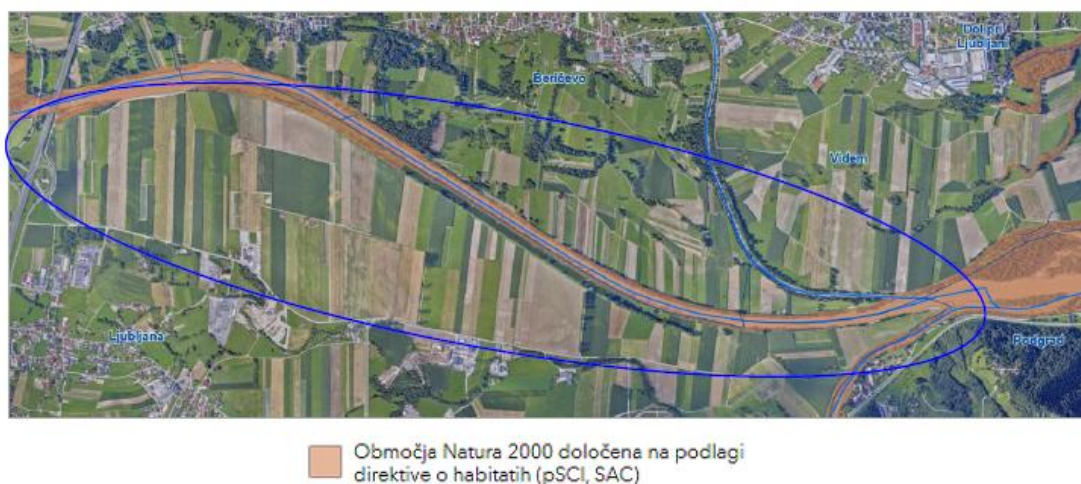 Dol pri
Ljubljani
Beričevo
Videm
Ljubljana
Podgrad
Območja Natura 2000 določena na podlagi
direktive o habitatih (pSCI, SAC)